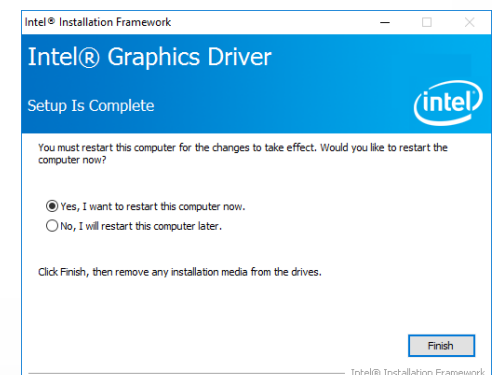 Intel® Installation Framework
Intel® Graphics Driver
Setup Is Complete
intel
You must restart this computer for the changes to take effect. Would you like to restart the
computer now?
Yes, I want to restart this computer now.
No, I will restart this computer later.
Click Finish, then remove any installation media from the drives.
Finish
Intel® Installation Framework